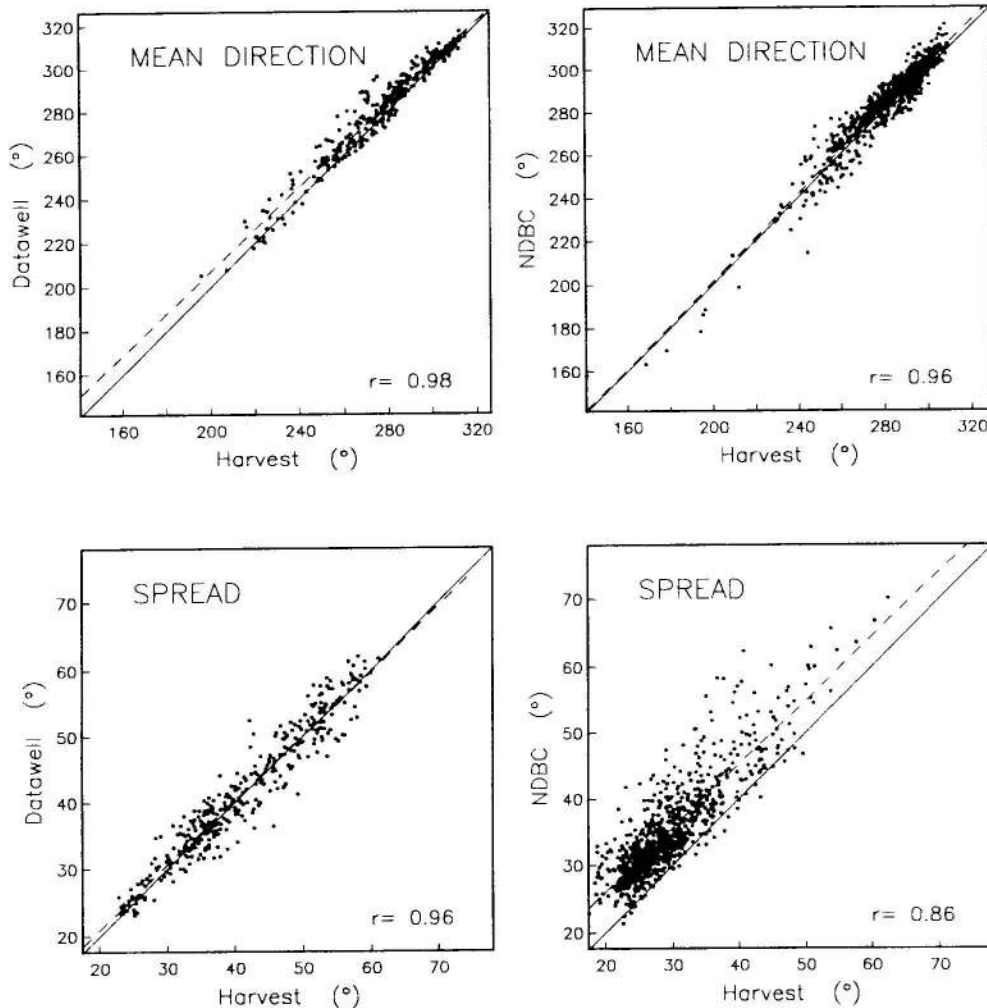 MEAN DIRECTION
Datawell (°)
320
300
280
260
240
220
200
180
160
r= 0.98
160 200 240 280 320
Harvest (°)
MEAN DIRECTION
NDBC (°)
320
300
280
260
240
220
200
180
160
r= 0.96
160 200 240 280 320
Harvest (°)
SPREAD
Datawell (°)
70
60
50
40
30
20
r= 0.96
20 30 40 50 60 70
Harvest (°)
SPREAD
NDBC (°)
70
60
50
40
30
20
r= 0.86
20 30 40 50 60 70
Harvest (°)